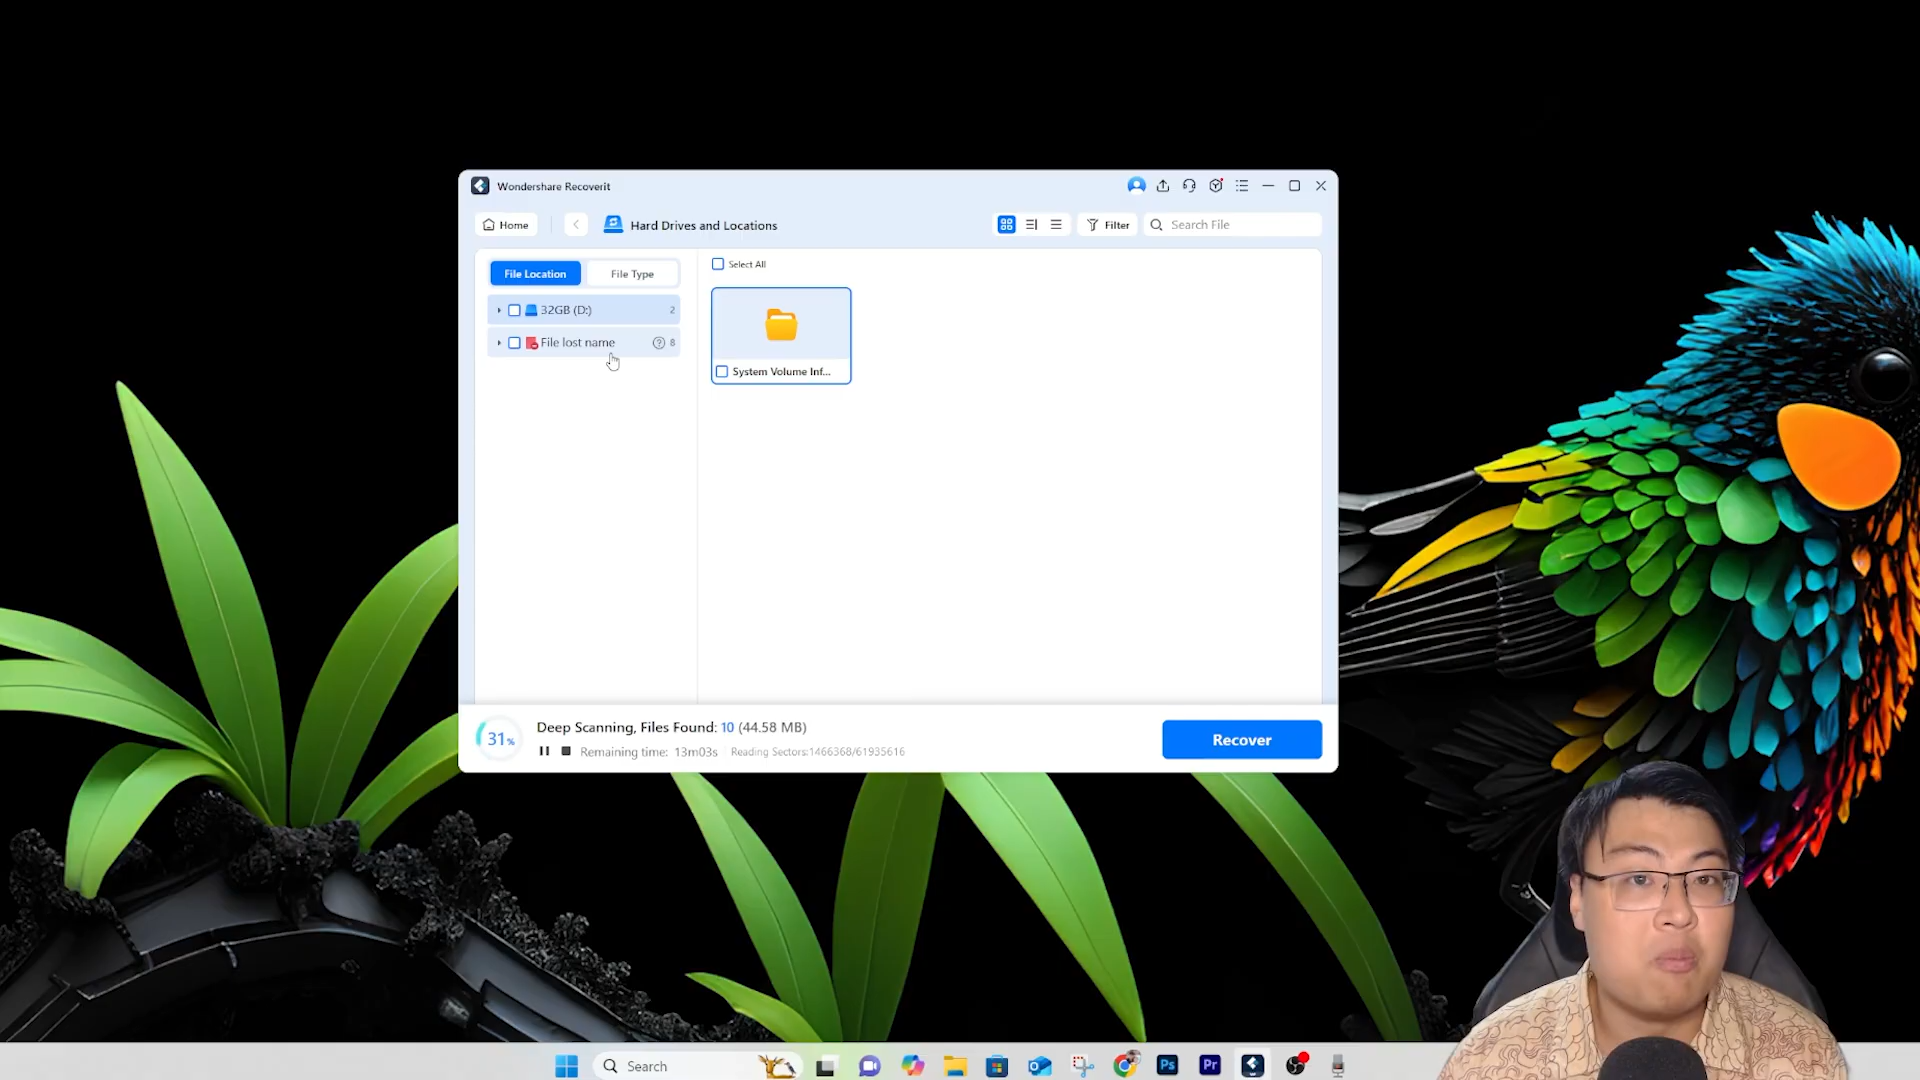 Wondershare Recoverit
Home
Hard Drives and Locations
Filter
Search File
File Location
File Type
Select All
32GB (D:)
2
File lost name
8
System Volume Inf...
31%
Deep Scanning, Files Found: 10 (44.58 MB)
Remaining time: 13m03s
Reading Sectors:1466368/61935616
Recover
Search
Ps
Pr